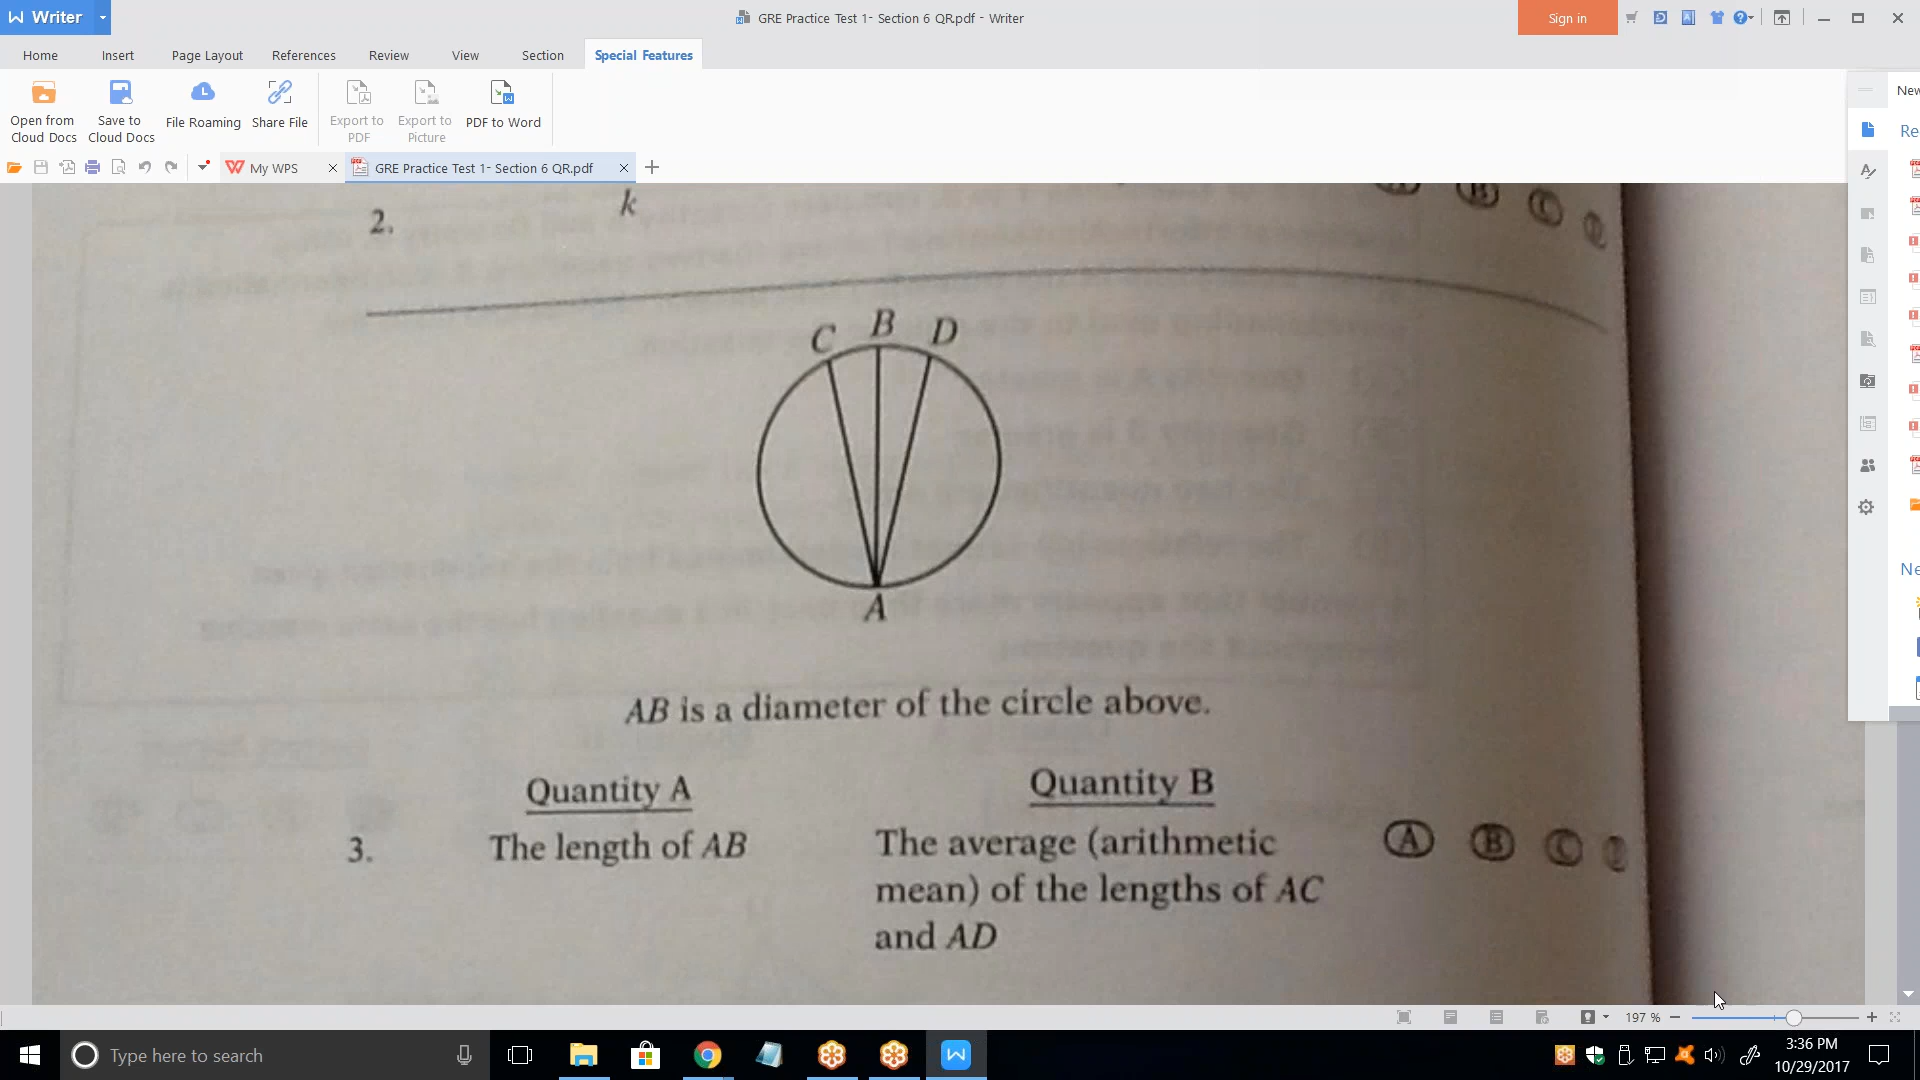 Writer
GRE Practice Test 1- Section 6 QR.pdf - Writer
Sign in
Home Insert Page Layout References Review View Section Special Features
Open from Cloud Docs
Save to Cloud Docs
File Roaming
Share File
Export to PDF
Export to Picture
PDF to Word
New
Re
My WPS
GRE Practice Test 1- Section 6 QR.pdf
2. k
A B C
C B D
A
AB is a diameter of the circle above.
Quantity A Quantity B
3. The length of AB The average (arithmetic A B C
mean) of the lengths of AC
and AD
Ne
197 %
Type here to search
3:36 PM
10/29/2017